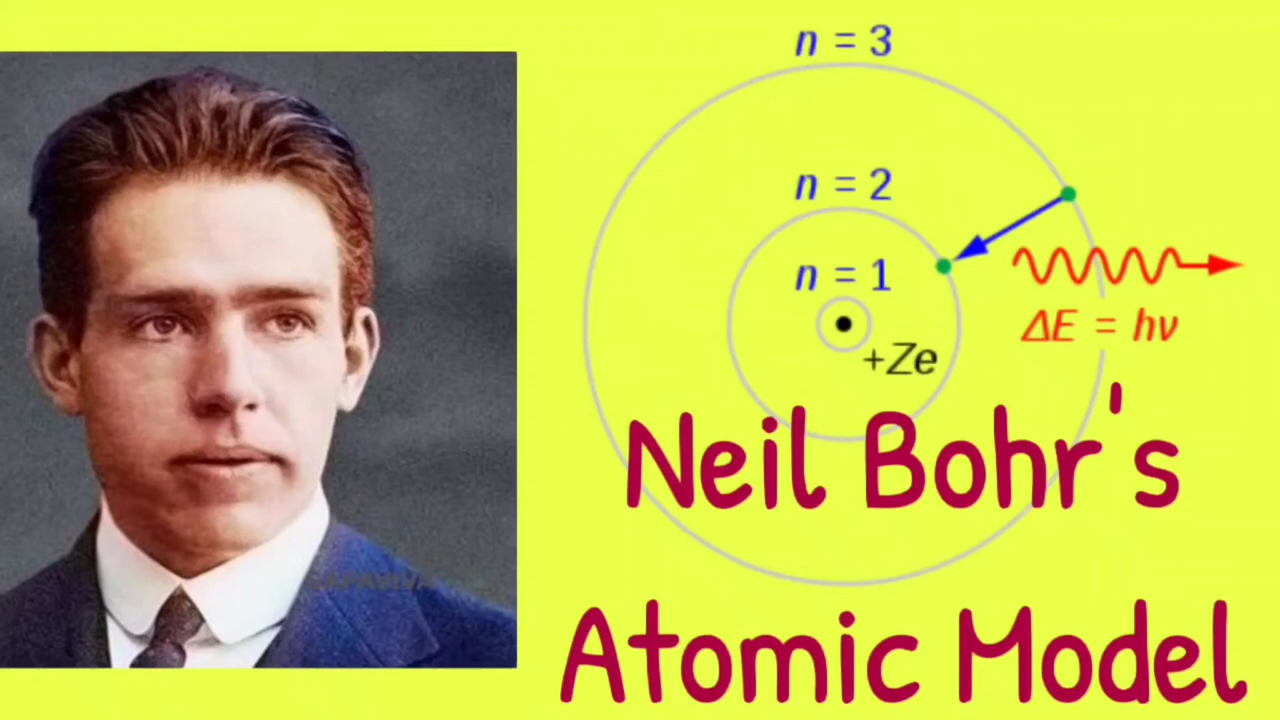 n = 3
n = 2
n = 1
+Ze
ΔE = hν
Neil Bohr's
Atomic Model